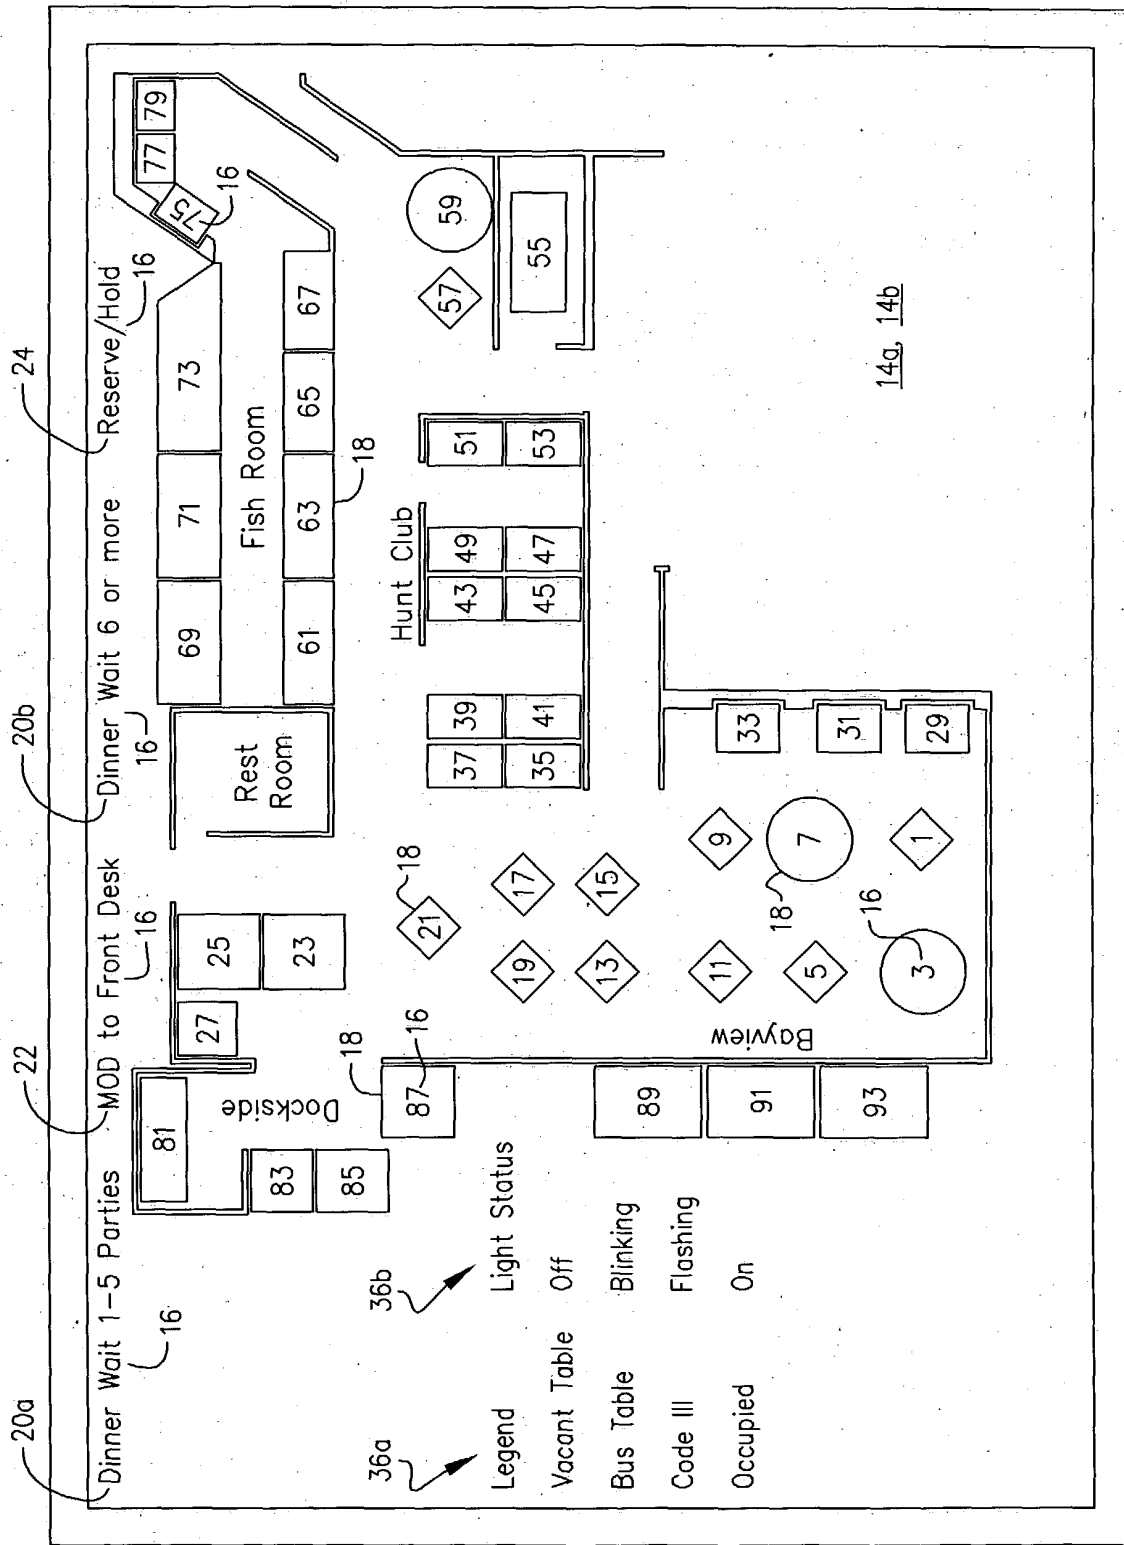 20a 22 20b 24
Dinner Wait 1-5 Parties MOD to Front Desk Dinner Wait 6 or more Reserve/Hold
16 16 16 16
81 27 25 69 71 73 75 77 79
16
Rest
Room
Fish Room
83 23 61 63 65 67
18
Dockside
85
36a 36b
18
87
16
18
21
Hunt Club
37 39 43 49 51 57 59
Legend Light Status
19 17 35 41 45 47 53 55
Vacant Table Off
Bus Table Blinking
89 13 15
Code III Flashing
91 11 9 33
Occupied On
18
7
Bayview
5 31
93
16
3 1 29
14a, 14b